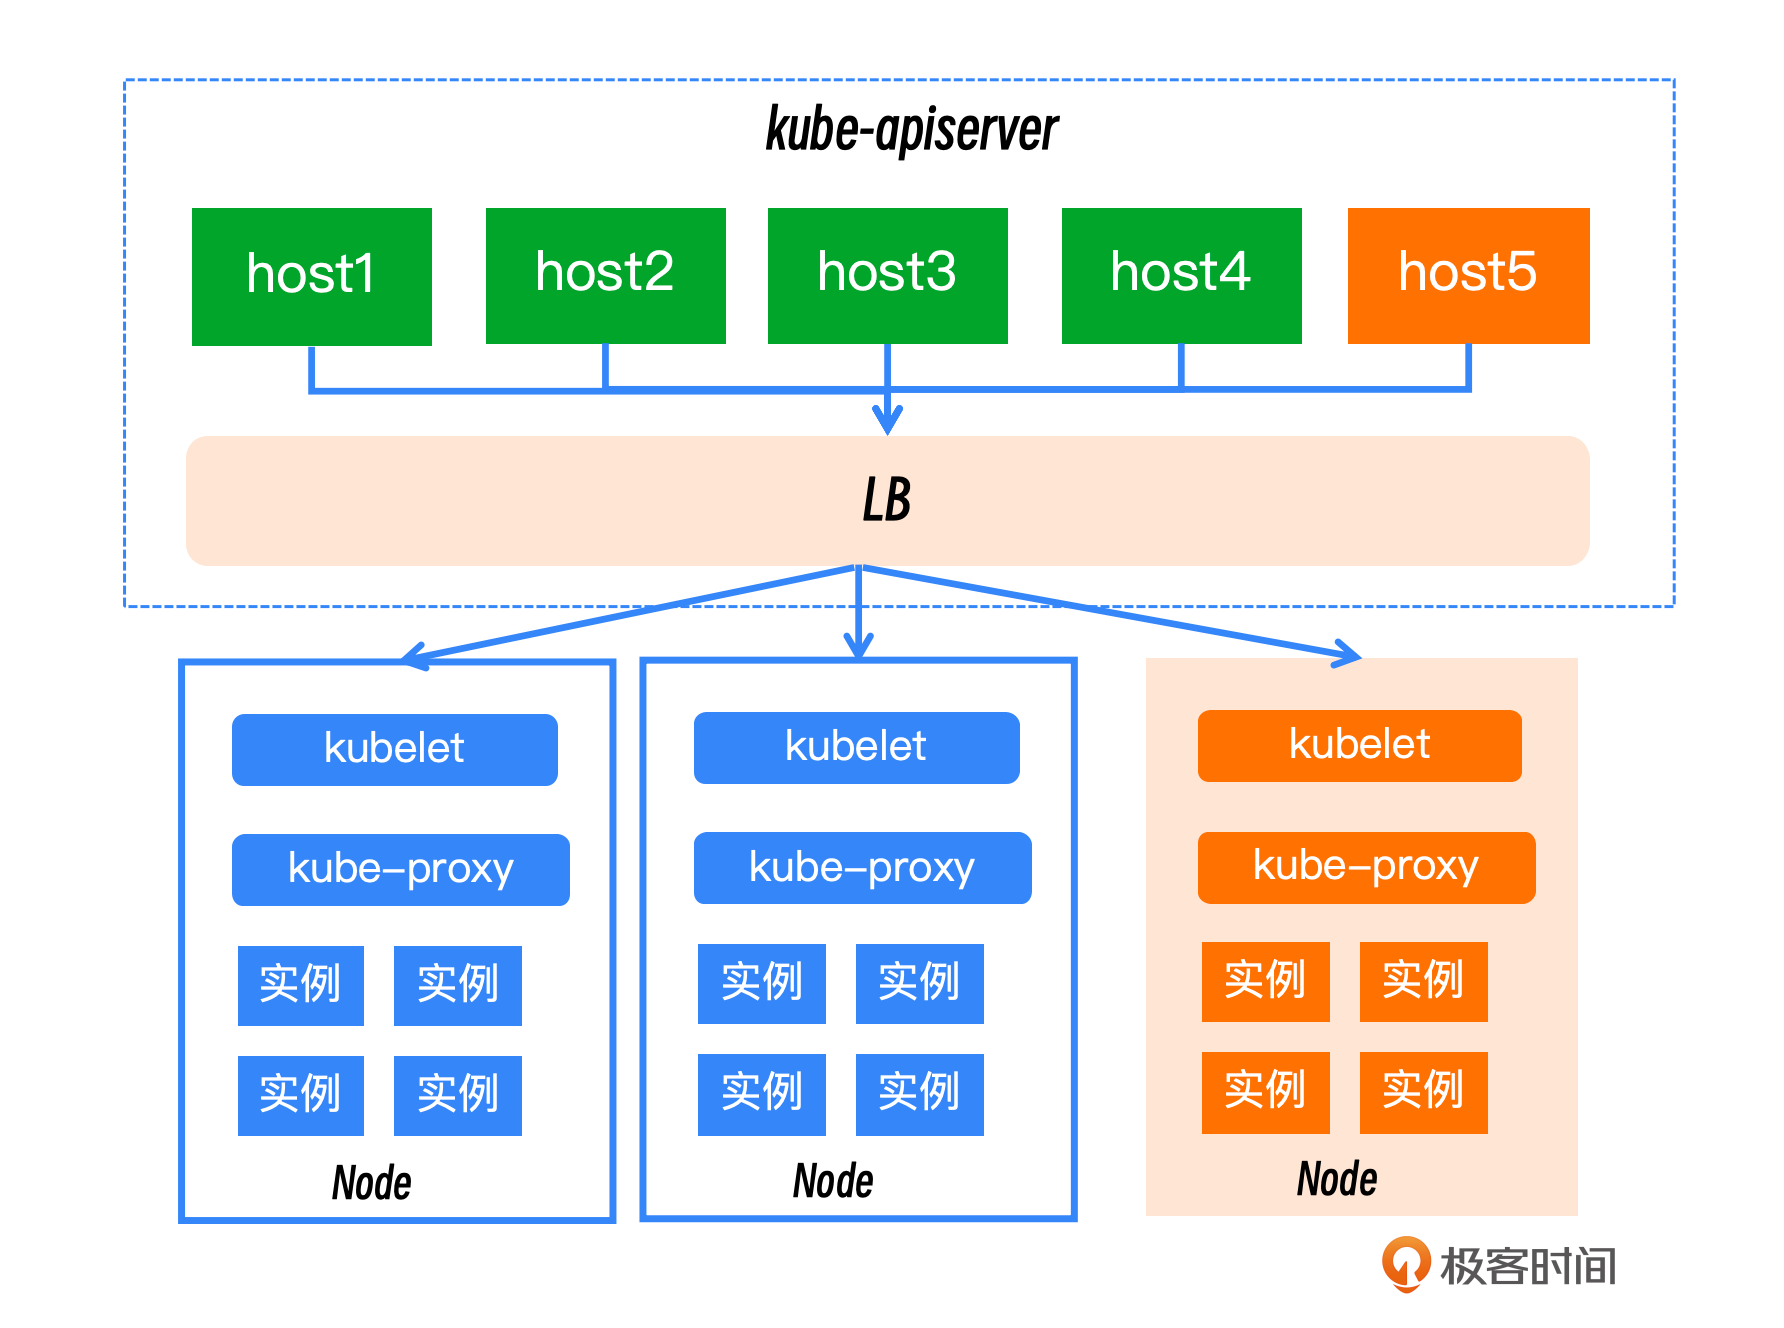 kube-apiserver
host1
host2
host3
host4
host5
LB
kubelet
kube-proxy
实例
实例
实例
实例
Node
kubelet
kube-proxy
实例
实例
实例
实例
Node
kubelet
kube-proxy
实例
实例
实例
实例
Node
极客时间